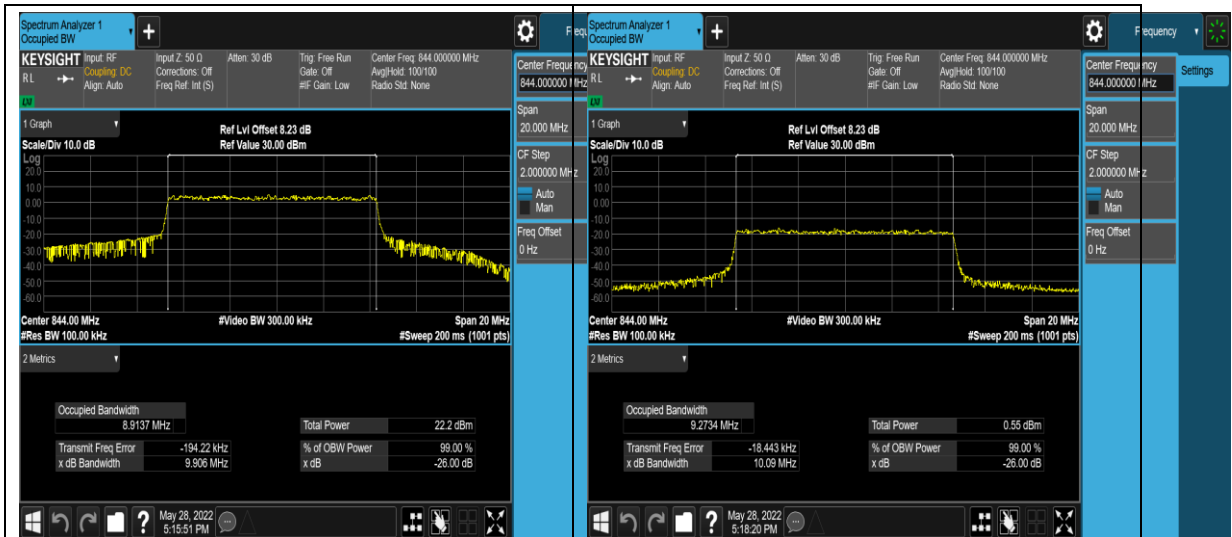 Spectrum Analyzer 1
Occupied BW
+
Frequ
KEYSIGHT
Input: RF
Input Z: 50 Ω
Atten: 30 dB
Trig: Free Run
Center Freq: 844.000000 MHz
R L
Coupling: DC
Corrections: Off
Gate: Off
Avg|Hold: 100/100
Align: Auto
Freq Ref: Int (S)
#IF Gain: Low
Radio Std: None
Center Frequency
844.000000 MHz
1 Graph
Ref Lvl Offset 8.23 dB
Scale/Div 10.0 dB
Ref Value 30.00 dBm
Log
20.0
10.0
0.00
-10.0
-20.0
-30.0
-40.0
-50.0
-60.0
Center 844.00 MHz
#Video BW 300.00 kHz
Span 20 MHz
#Res BW 100.00 kHz
#Sweep 200 ms (1001 pts)
Span
20.000 MHz
CF Step
2.000000 MHz
Auto
Man
Freq Offset
0 Hz
2 Metrics
Occupied Bandwidth
8.9137 MHz
Total Power 22.2 dBm
Transmit Freq Error -194.22 kHz
% of OBW Power 99.00 %
x dB Bandwidth 9.906 MHz
x dB -26.00 dB
?
May 28, 2022
5:15:51 PM
Spectrum Analyzer 1
Occupied BW
+
Frequency
KEYSIGHT
Input: RF
Input Z: 50 Ω
Atten: 30 dB
Trig: Free Run
Center Freq: 844.000000 MHz
R L
Coupling: DC
Corrections: Off
Gate: Off
Avg|Hold: 100/100
Align: Auto
Freq Ref: Int (S)
#IF Gain: Low
Radio Std: None
Center Frequency
844.000000 MHz
Settings
1 Graph
Ref Lvl Offset 8.23 dB
Scale/Div 10.0 dB
Ref Value 30.00 dBm
Log
20.0
10.0
0.00
-10.0
-20.0
-30.0
-40.0
-50.0
-60.0
Center 844.00 MHz
#Video BW 300.00 kHz
Span 20 MHz
#Res BW 100.00 kHz
#Sweep 200 ms (1001 pts)
Span
20.000 MHz
CF Step
2.000000 MHz
Auto
Man
Freq Offset
0 Hz
2 Metrics
Occupied Bandwidth
9.2734 MHz
Total Power 0.55 dBm
Transmit Freq Error -18.443 kHz
% of OBW Power 99.00 %
x dB Bandwidth 10.09 MHz
x dB -26.00 dB
?
May 28, 2022
5:18:20 PM